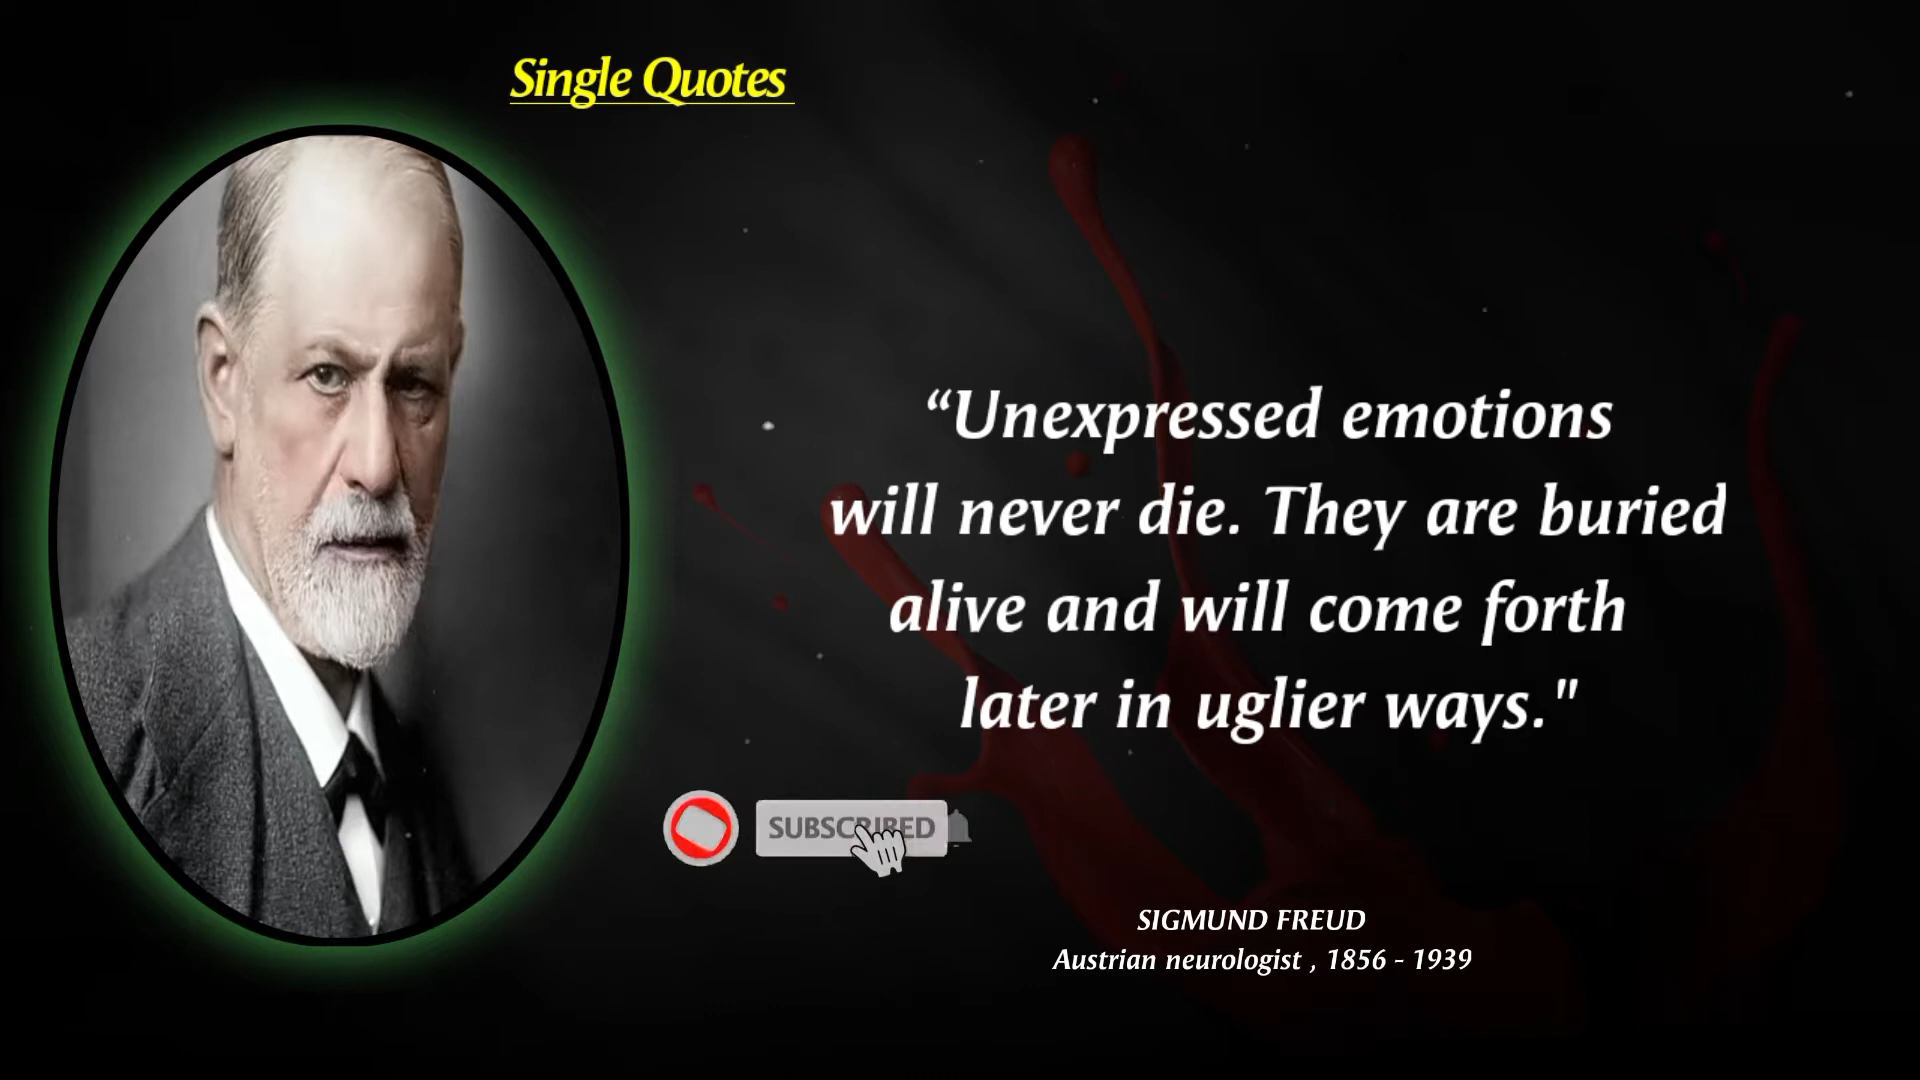 Single Quotes
“Unexpressed emotions
will never die. They are buried
alive and will come forth
later in uglier ways."
SUBSCRIBED
SIGMUND FREUD
Austrian neurologist , 1856 - 1939